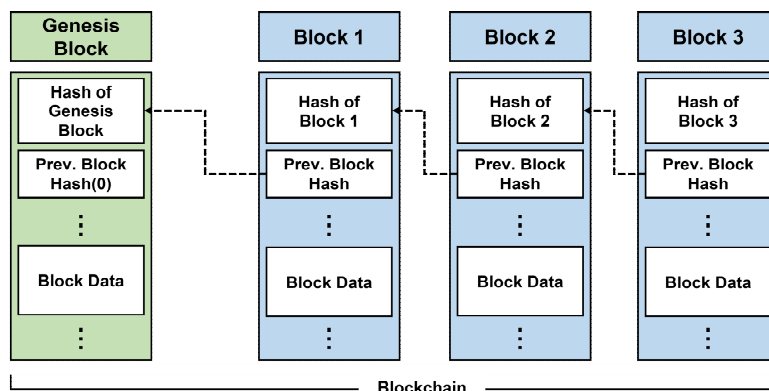 Genesis
Block
Block 1
Block 2
Block 3
Hash of
Genesis
Block
Hash of
Block 1
Hash of
Block 2
Hash of
Block 3
Prev. Block
Hash(0)
Prev. Block
Hash
Prev. Block
Hash
Prev. Block
Hash
Block Data
Block Data
Block Data
Block Data
Blockchain